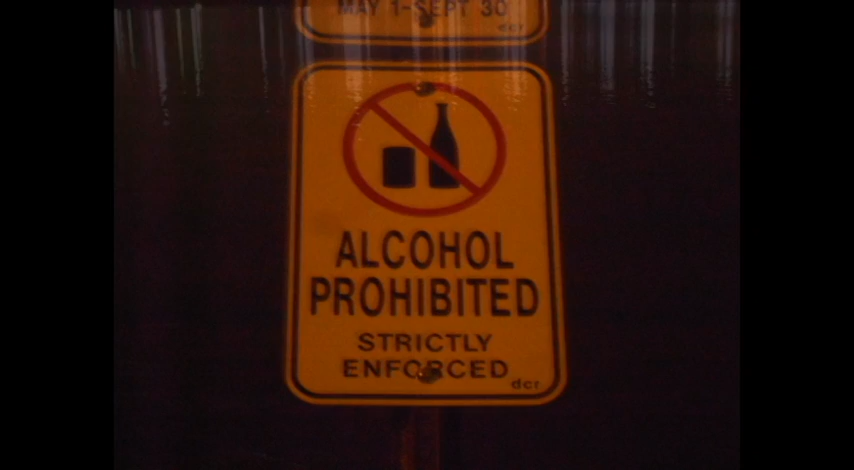 MAY 1-SEPT 30
dcr
ALCOHOL
PROHIBITED
STRICTLY
ENFORCED
dcr